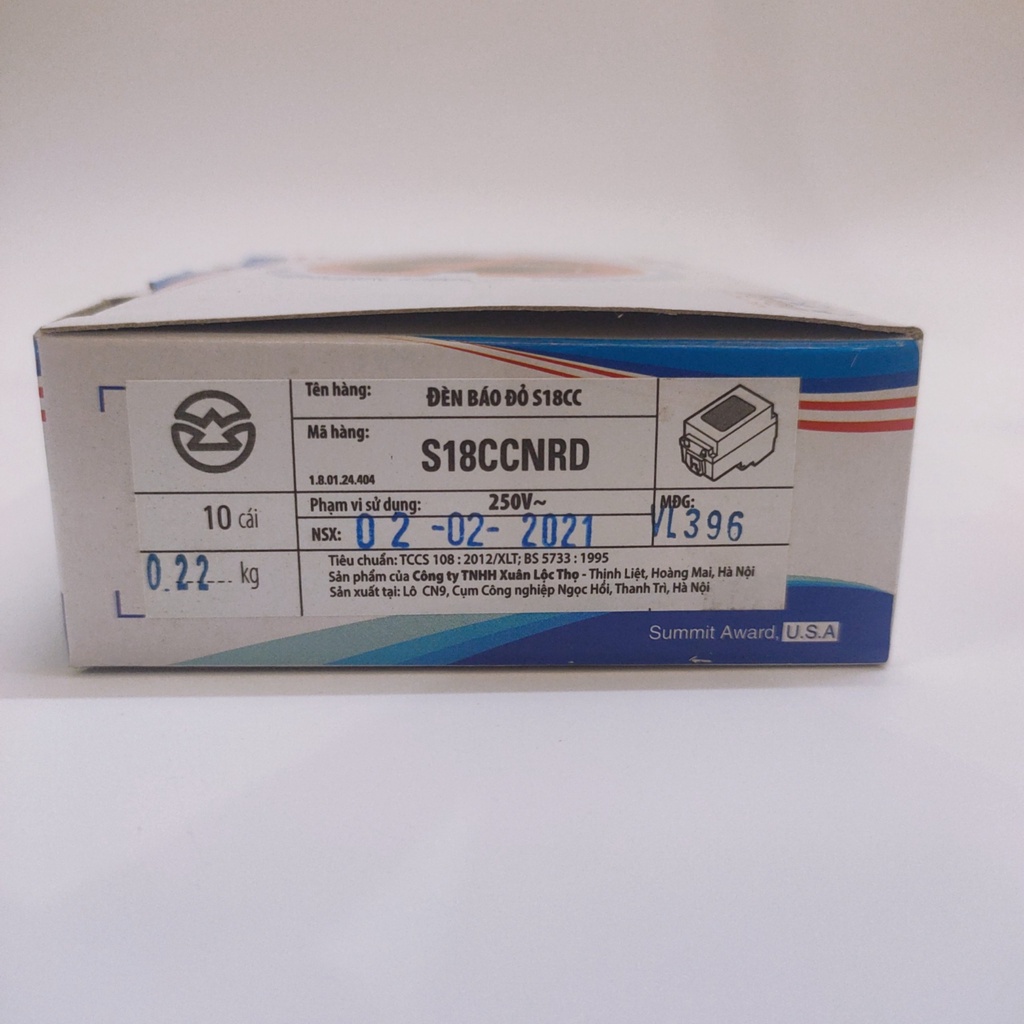 Tên hàng: ĐÈN BÁO ĐỎ S18CC
Mã hàng: S18CCNRD
1.8.01.24.404
10 cái
Phạm vi sử dụng: 250V~
MĐG: VL396
NSX: 02-02-2021
0.22 kg
Tiêu chuẩn: TCCS 108 : 2012/XLT; BS 5733 : 1995
Sản phẩm của Công ty TNHH Xuân Lộc Thọ - Thịnh Liệt, Hoàng Mai, Hà Nội
Sản xuất tại: Lô CN9, Cụm Công nghiệp Ngọc Hồi, Thanh Trì, Hà Nội
Summit Award, U.S.A